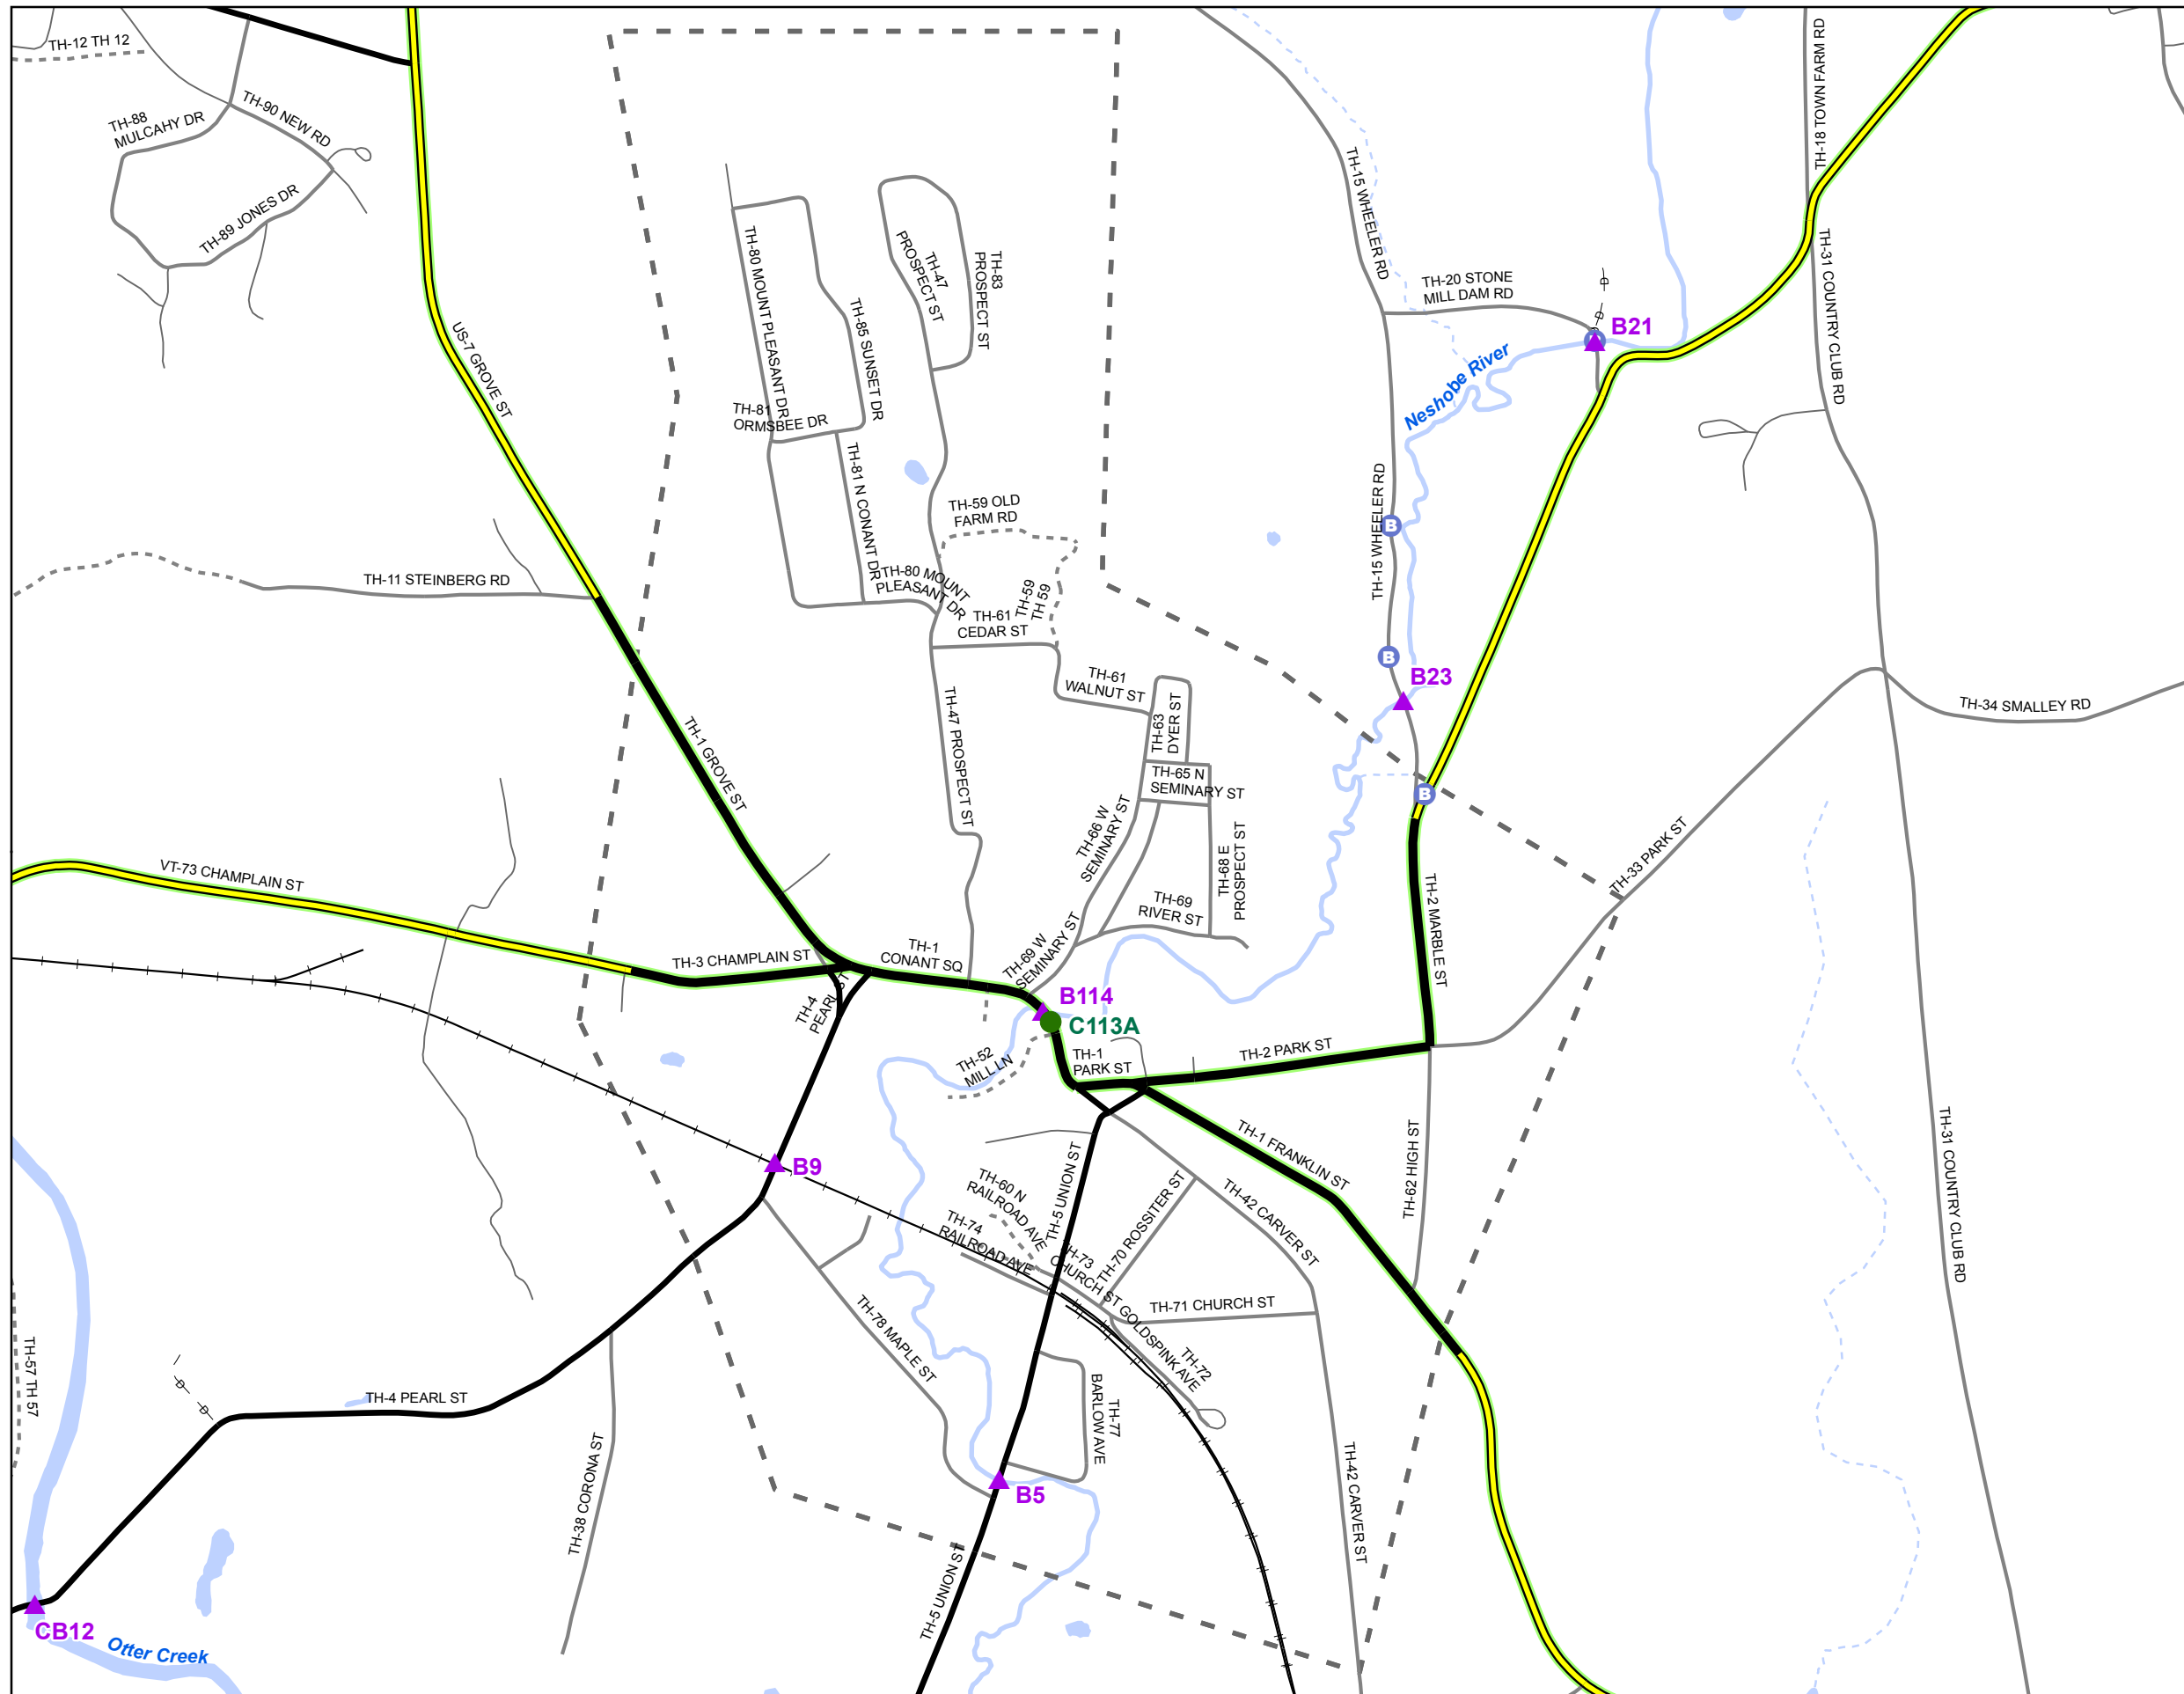 TH-12 TH 12
TH-88
MULCAHY DR
TH-90 NEW RD
TH-89 JONES DR
US-7 GROVE ST
TH-80 MOUNT PLEASANT DR
TH-85 SUNSET DR
TH-47
PROSPECT ST
TH-83
PROSPECT ST
TH-15 WHEELER RD
TH-18 TOWN FARM RD
TH-20 STONE
MILL DAM RD
D
D
B21
TH-31 COUNTRY CLUB RD
Neshobe River
TH-81
ORMSBEE DR
TH-81 N CONANT DR
TH-59 OLD
FARM RD
TH-15 WHEELER RD
B
TH-11 STEINBERG RD
TH-80 MOUNT
PLEASANT DR
TH-59
TH 59
TH-61
CEDAR ST
B
B23
TH-61
WALNUT ST
TH-63
DYER ST
TH-34 SMALLEY RD
TH-1 GROVE ST
TH-47 PROSPECT ST
TH-65 N
SEMINARY ST
B
TH-66 W
SEMINARY ST
TH-68 E
PROSPECT ST
TH-33 PARK ST
VT-73 CHAMPLAIN ST
TH-69
RIVER ST
TH-2 MARBLE ST
TH-3 CHAMPLAIN ST
TH-1
CONANT SQ
TH-69 W
SEMINARY ST
TH-4
PEARL ST
B114
C113A
TH-52
MILL LN
TH-1
PARK ST
TH-2 PARK ST
B9
TH-1 FRANKLIN ST
TH-62 HIGH ST
TH-31 COUNTRY CLUB RD
TH-60 N
RAILROAD AVE
TH-5 UNION ST
TH-70 ROSSITER ST
TH-42 CARVER ST
TH-74
RAILROAD AVE
TH-73
CHURCH ST
TH-71 CHURCH ST
TH-72
GOLDSPINK AVE
TH-78 MAPLE ST
TH-57 TH 57
D
D
TH-4 PEARL ST
TH-77
BARLOW AVE
TH-38 CORONA ST
B5
TH-42 CARVER ST
TH-5 UNION ST
CB12
Otter Creek